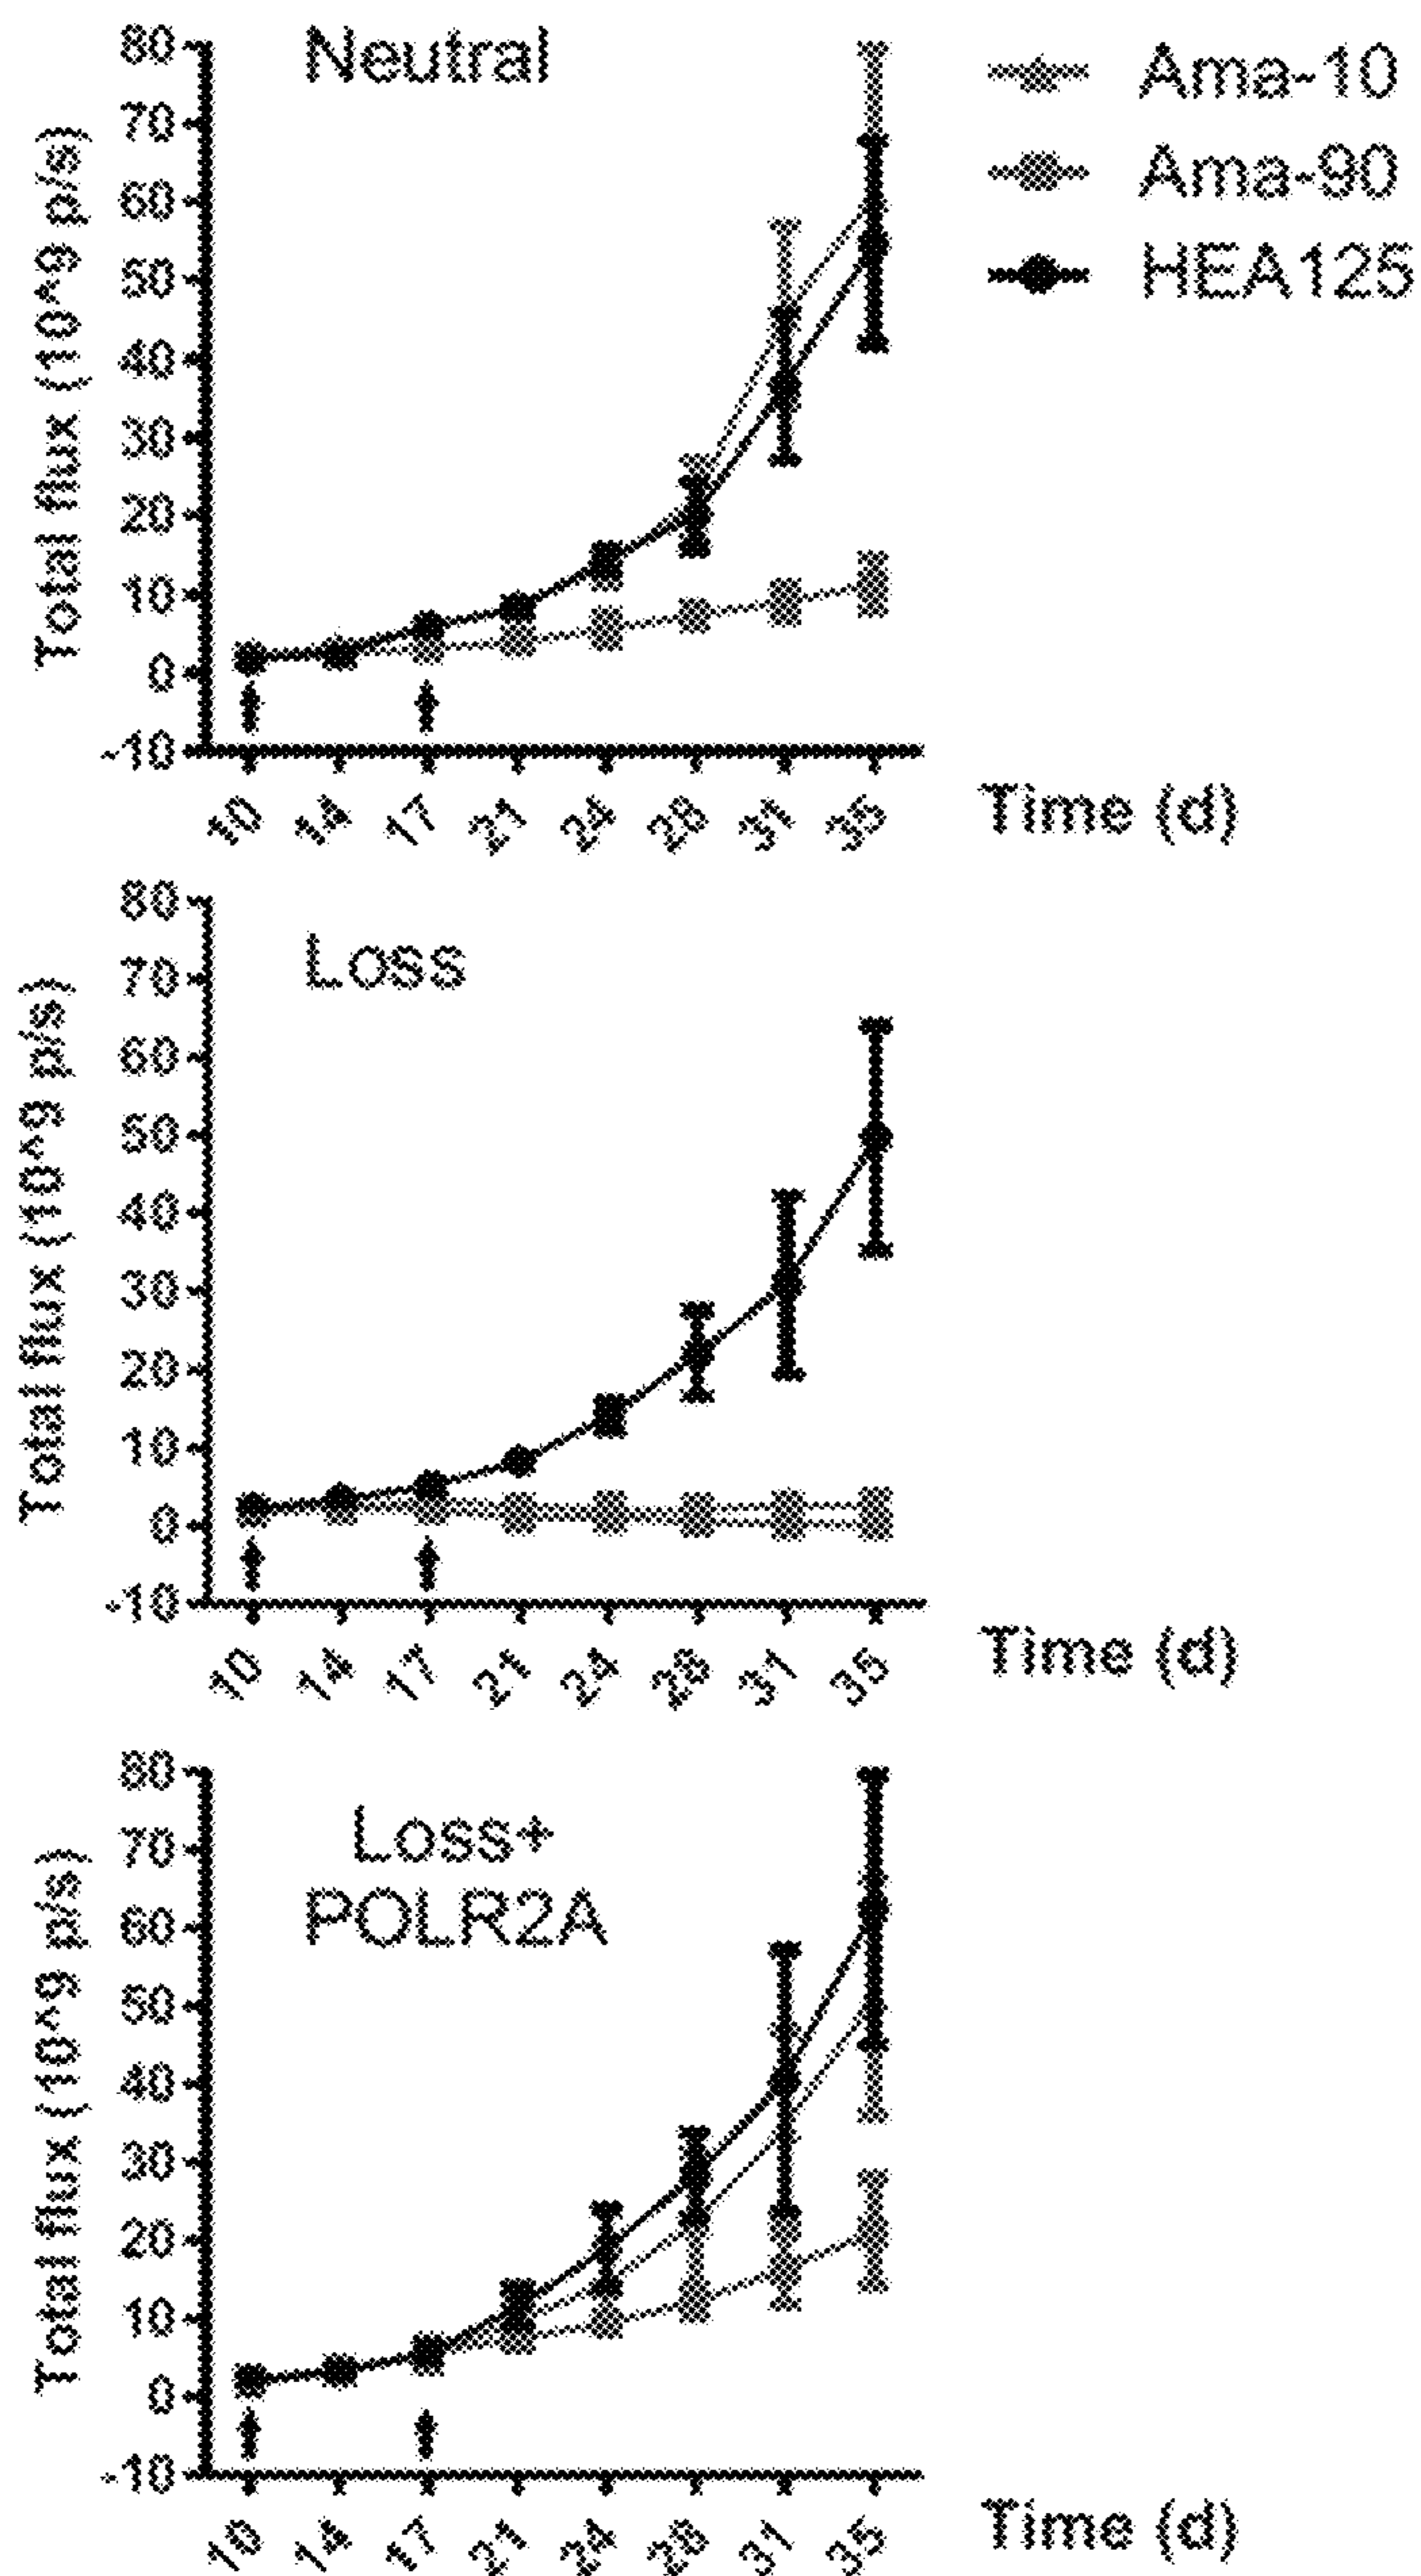 Neutral
Ama-10
Ama-90
HEA125
Total flux (10^9 p/s)
80
70
60
50
40
30
20
10
0
-10
10 14 17 21 24 28 31 35
Time (d)
Loss
Total flux (10^9 p/s)
80
70
60
50
40
30
20
10
0
-10
10 14 17 21 24 28 31 35
Time (d)
Loss+
POLR2A
Total flux (10^9 p/s)
80
70
60
50
40
30
20
10
0
-10
10 14 17 21 24 28 31 35
Time (d)